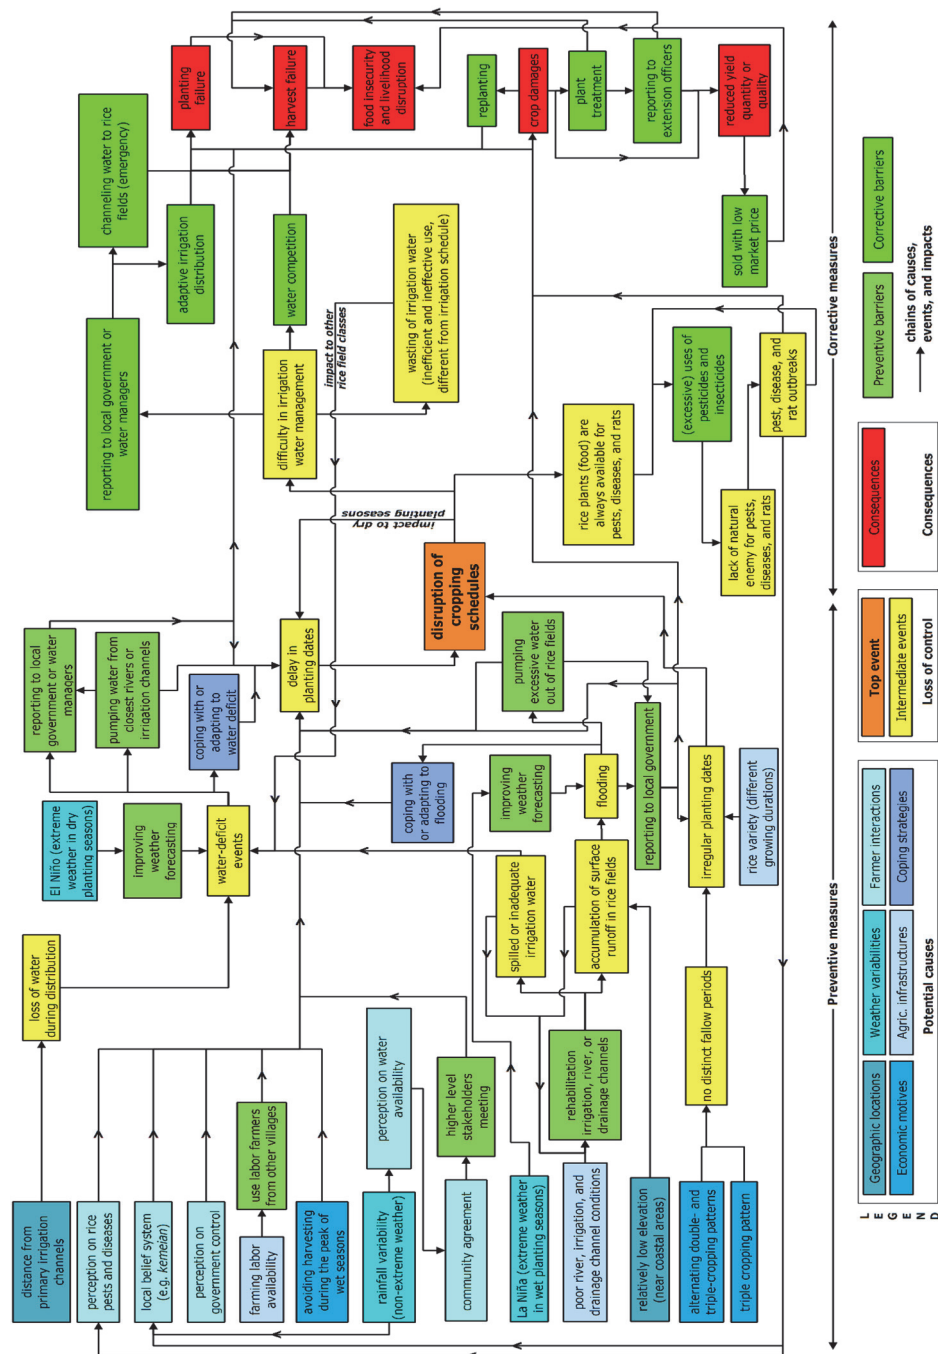 distance from
primary irrigation
channels
perception on rice
pests and diseases
local belief system
(e.g. kemeian)
perception on
government control
farming labor
availability
avoiding harvesting
during the peak of
wet seasons
rainfall variability
(non-extreme weather)
community agreement
La Niña (extreme weather
in wet planting seasons)
poor river, irrigation, and
drainage channel conditions
relatively low elevation
(near coastal areas)
alternating double- and
triple-cropping patterns
triple cropping pattern
use labor farmers
from other villages
perception on water
availability
higher level
stakeholders
meeting
rehabilitation
irrigation, river, or
drainage channels
no distinct fallow periods
loss of water
during distribution
spilled or inadequate
irrigation water
accumulation of surface
runoff in rice fields
El Niño (extreme
weather in dry
planting seasons)
improving
weather
forecasting
water-deficit
events
improving
weather
forecasting
flooding
reporting to local government
irregular planting dates
rice variety (different
growing durations)
reporting to local
government or water
managers
pumping water from
closest rivers or
irrigation channels
coping with or
adapting to
water deficit
delay in
planting dates
coping with
or adapting to
flooding
pumping
excessive water
out of rice fields
disruption of
cropping
schedules
impact to dry
planting seasons
impact to other
rice field classes
reporting to local government or
water managers
difficulty in irrigation
water management
wasting of irrigation water
(inefficient and ineffective use,
different from irrigation schedule)
rice plants (food) are
always available for
pests, diseases, and rats
(excessive) uses of
pesticides and
insecticides
lack of natural
enemy for pests,
diseases, and rats
pest, disease, and
rat outbreaks
channeling water to rice
fields (emergency)
adaptive irrigation
distribution
water competition
planting
failure
harvest failure
food insecurity
and livelihood
disruption
replanting
crop damages
plant
treatment
reporting to
extension officers
reduced yield
quantity or
quality
sold with low
market price
Preventive measures
Corrective measures
LEGEND
Geographic locations
Weather variabilities
Farmer interactions
Economic motives
Agric. infrastructures
Coping strategies
Potential causes
Top event
Intermediate events
Loss of control
Consequences
Consequences
Preventive barriers
Corrective barriers
chains of causes,
events, and impacts